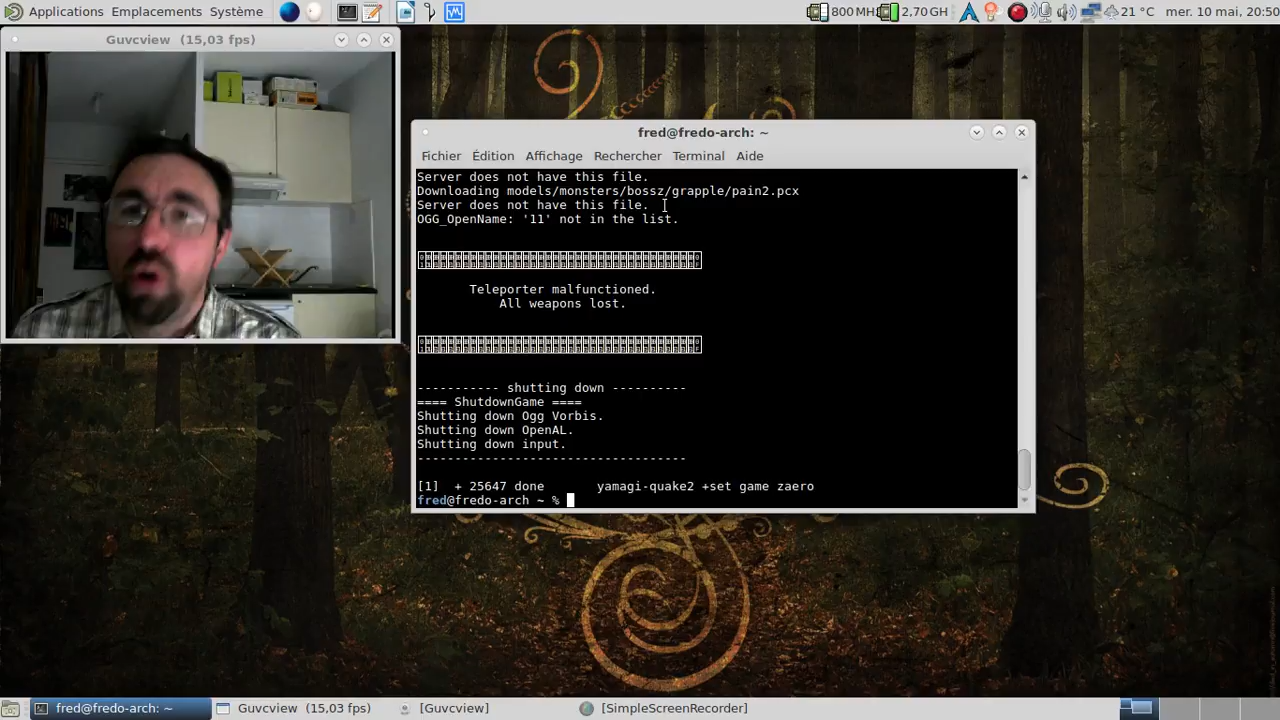 Applications Emplacements Système
800 MHz 2,70 GH 21 °C mer. 10 mai, 20:50
Guvcview (15,03 fps)
fred@fredo-arch: ~
Fichier Édition Affichage Rechercher Terminal Aide
Server does not have this file.
Downloading models/monsters/bossz/grapple/pain2.pcx
Server does not have this file.
OGG_OpenName: '11' not in the list.
Teleporter malfunctioned.
All weapons lost.
----------- shutting down ----------
==== ShutdownGame ====
Shutting down Ogg Vorbis.
Shutting down OpenAL.
Shutting down input.
------------------------------------
[1]  + 25647 done       yamagi-quake2 +set game zaero
fred@fredo-arch ~ %
fred@fredo-arch: ~ Guvcview (15,03 fps) [Guvcview] [SimpleScreenRecorder]